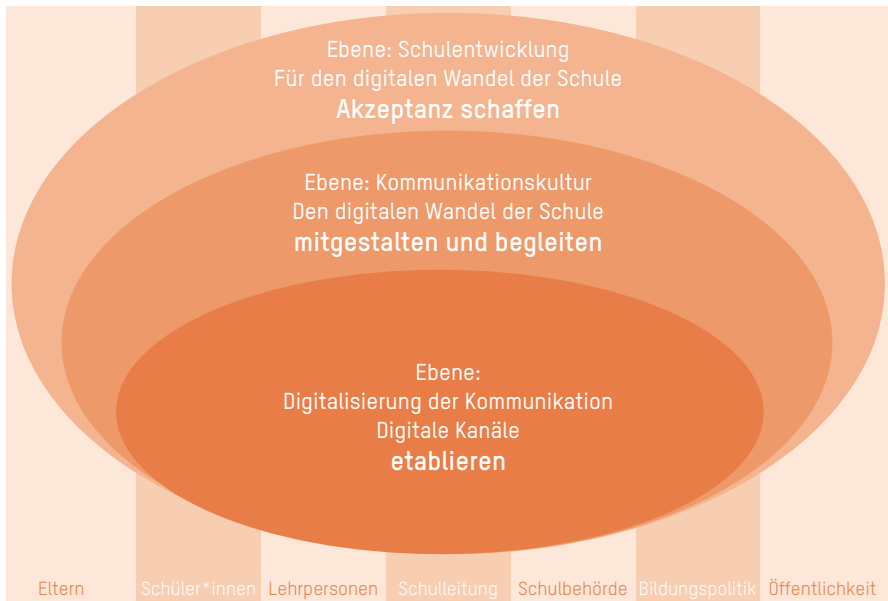 Ebene: Schulentwicklung
Für den digitalen Wandel der Schule
Akzeptanz schaffen
Ebene: Kommunikationskultur
Den digitalen Wandel der Schule
mitgestalten und begleiten
Ebene:
Digitalisierung der Kommunikation
Digitale Kanäle
etablieren
Eltern Schüler*innen Lehrpersonen Schulleitung Schulbehörde Bildungspolitik Öffentlichkeit